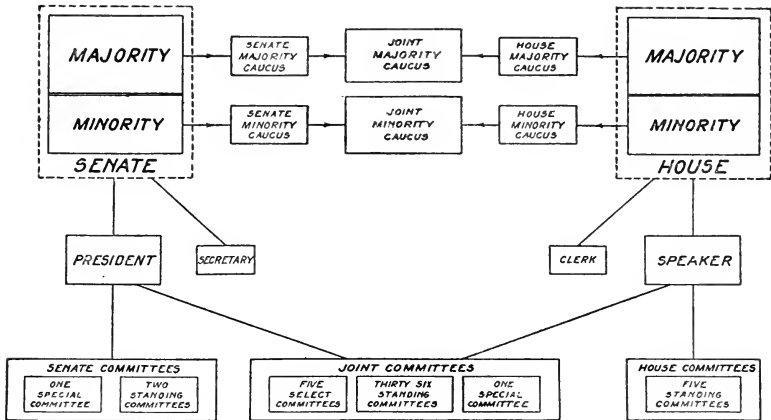 MAJORITY
MINORITY
SENATE
SENATE
MAJORITY
CAUCUS
JOINT
MAJORITY
CAUCUS
HOUSE
MAJORITY
CAUCUS
SENATE
MINORITY
CAUCUS
JOINT
MINORITY
CAUCUS
HOUSE
MINORITY
CAUCUS
MAJORITY
MINORITY
HOUSE
PRESIDENT
SECRETARY
CLERK
SPEAKER
SENATE COMMITTEES
ONE
SPECIAL
COMMITTEE
TWO
STANDING
COMMITTEES
JOINT COMMITTEES
FIVE
SELECT
COMMITTEES
THIRTY SIX
STANDING
COMMITTEES
ONE
SPECIAL
COMMITTEE
HOUSE COMMITTEES
FIVE
STANDING
COMMITTEES